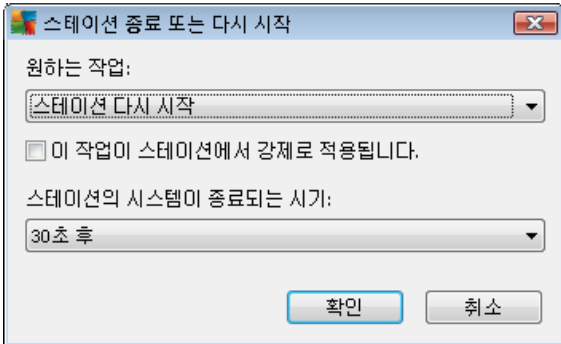 스테이션 종료 또는 다시 시작
원하는 작업:
스테이션 다시 시작
이 작업이 스테이션에서 강제로 적용됩니다.
스테이션의 시스템이 종료되는 시기:
30초 후
확인 취소